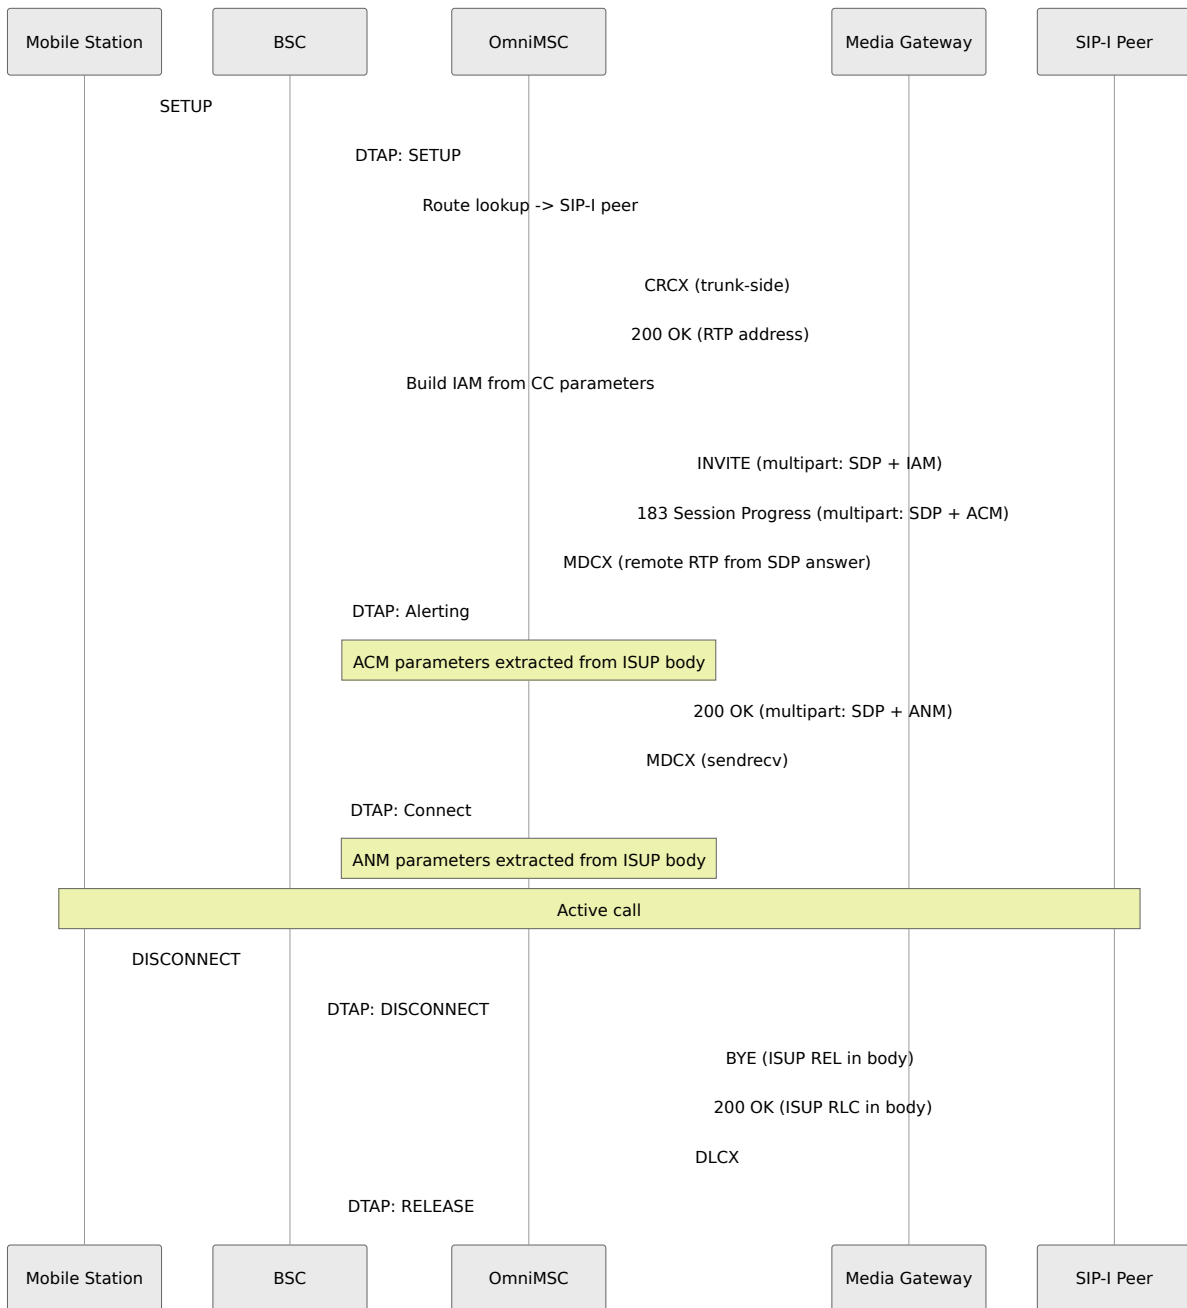 Mobile Station
BSC
OmniMSC
Media Gateway
SIP-I Peer
SETUP
DTAP: SETUP
Route lookup -> SIP-I peer
CRCX (trunk-side)
200 OK (RTP address)
Build IAM from CC parameters
INVITE (multipart: SDP + IAM)
183 Session Progress (multipart: SDP + ACM)
MDCX (remote RTP from SDP answer)
DTAP: Alerting
ACM parameters extracted from ISUP body
200 OK (multipart: SDP + ANM)
MDCX (sendrecv)
DTAP: Connect
ANM parameters extracted from ISUP body
Active call
DISCONNECT
DTAP: DISCONNECT
BYE (ISUP REL in body)
200 OK (ISUP RLC in body)
DLCX
DTAP: RELEASE
Mobile Station
BSC
OmniMSC
Media Gateway
SIP-I Peer